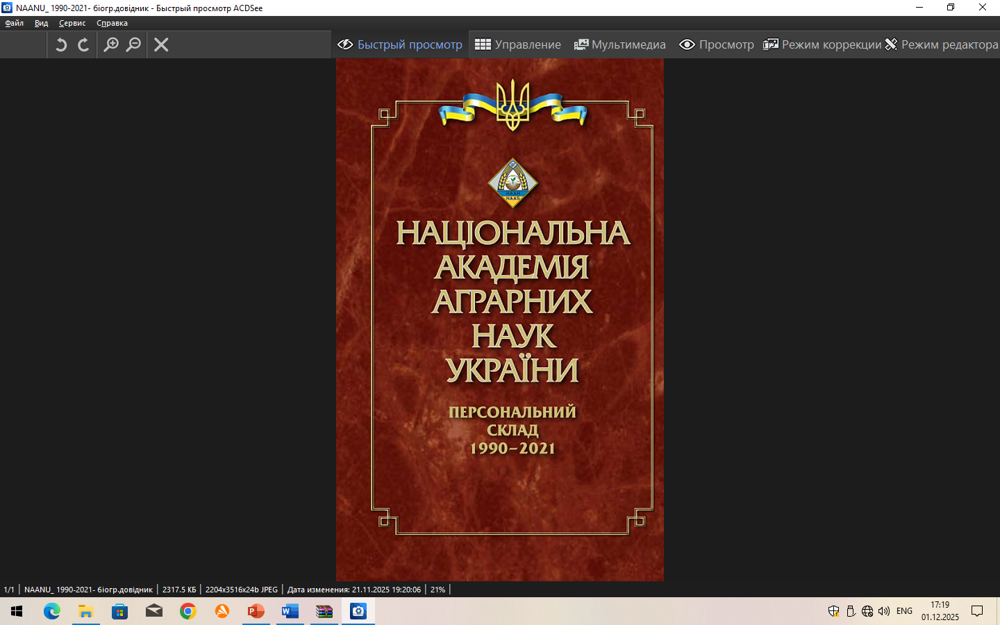 NAANU_ 1990-2021- біогр.довідник - Быстрый просмотр ACDSee
Файл Вид Сервис Справка
Быстрый просмотр Управление Мультимедиа Просмотр Режим коррекции Режим редактора
НААН
NAAS
НАЦІОНАЛЬНА
АКАДЕМІЯ
АГРАРНИХ
НАУК
УКРАЇНИ
ПЕРСОНАЛЬНИЙ
СКЛАД
1990–2021
1/1 NAANU_ 1990-2021- біогр.довідник 2317.5 КБ 2204x3516x24b JPEG Дата изменения: 21.11.2025 19:20:06 21%
ENG
17:19
01.12.2025